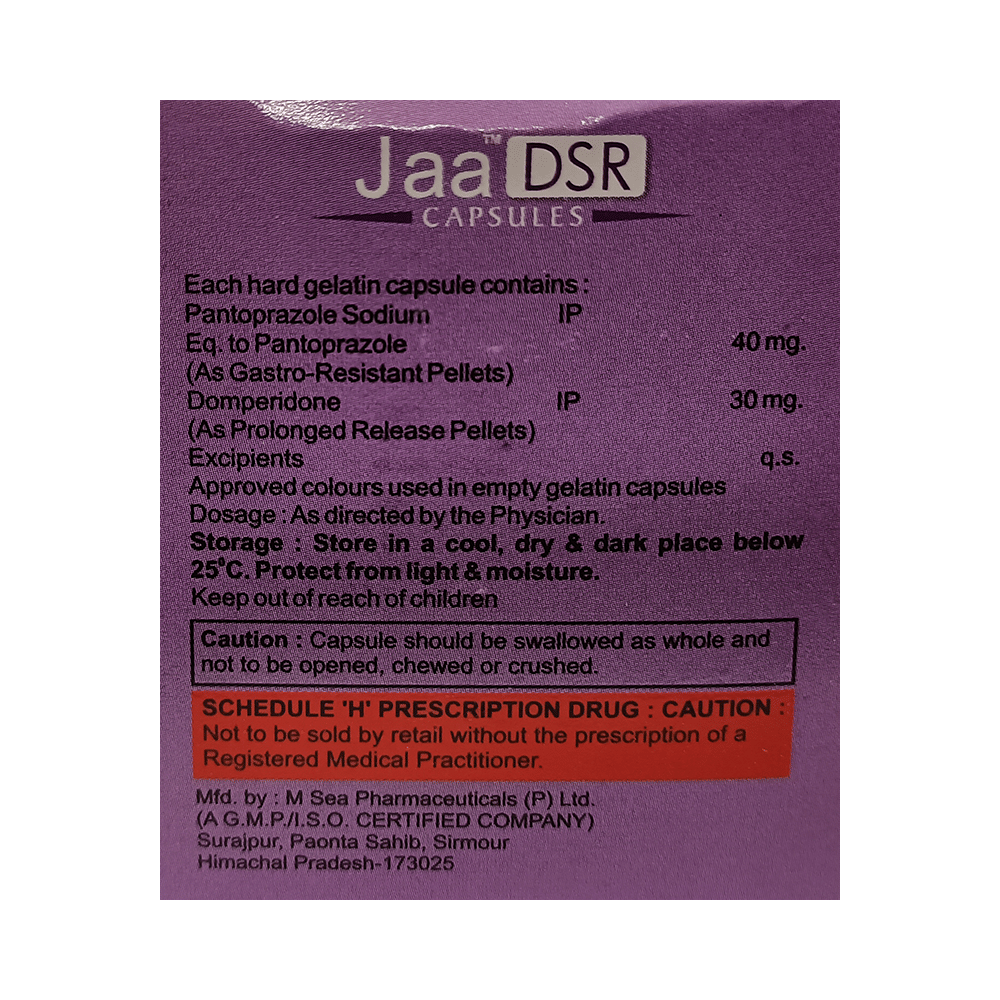 Jaa™ DSR
CAPSULES
Each hard gelatin capsule contains :
Pantoprazole Sodium IP
Eq. to Pantoprazole 40 mg.
(As Gastro-Resistant Pellets)
Domperidone IP 30 mg.
(As Prolonged Release Pellets)
Excipients q.s.
Approved colours used in empty gelatin capsules
Dosage : As directed by the Physician.
Storage : Store in a cool, dry & dark place below
25°C. Protect from light & moisture.
Keep out of reach of children
Caution : Capsule should be swallowed as whole and
not to be opened, chewed or crushed.
SCHEDULE 'H' PRESCRIPTION DRUG : CAUTION :
Not to be sold by retail without the prescription of a
Registered Medical Practitioner.
Mfd. by : M Sea Pharmaceuticals (P) Ltd.
(A G.M.P./I.S.O. CERTIFIED COMPANY)
Surajpur, Paonta Sahib, Sirmour
Himachal Pradesh-173025